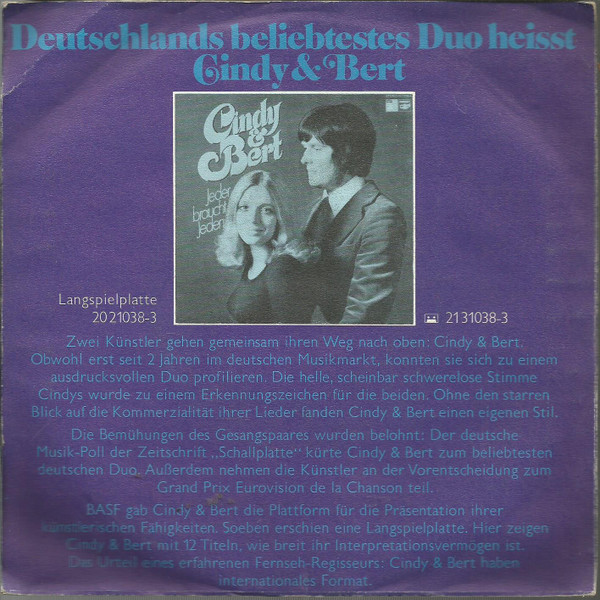 Deutschlands beliebtestes Duo heisst
Cindy & Bert
Cindy
&
Bert
Jeder
braucht
jeden
Langspielplatte
20 21038-3
21 31038-3
Zwei Künstler gehen gemeinsam ihren Weg nach oben: Cindy & Bert.
Obwohl erst seit 2 Jahren im deutschen Musikmarkt, konnten sie sich zu einem
ausdrucksvollen Duo profilieren. Die helle, scheinbar schwerelose Stimme
Cindys wurde zu einem Erkennungszeichen für die beiden. Ohne den starren
Blick auf die Kommerzialität ihrer Lieder fanden Cindy & Bert einen eigenen Stil.
Die Bemühungen des Gesangspaares wurden belohnt: Der deutsche
Musik-Poll der Zeitschrift „Schallplatte“ kürte Cindy & Bert zum beliebtesten
deutschen Duo. Außerdem nehmen die Künstler an der Vorentscheidung zum
Grand Prix Eurovision de la Chanson teil.
BASF gab Cindy & Bert die Plattform für die Präsentation ihrer
künstlerischen Fähigkeiten. Soeben erschien eine Langspielplatte. Hier zeigen
Cindy & Bert mit 12 Titeln, wie breit ihr Interpretationsvermögen ist.
Das Urteil eines erfahrenen Fernseh-Regisseurs: Cindy & Bert haben
internationales Format.